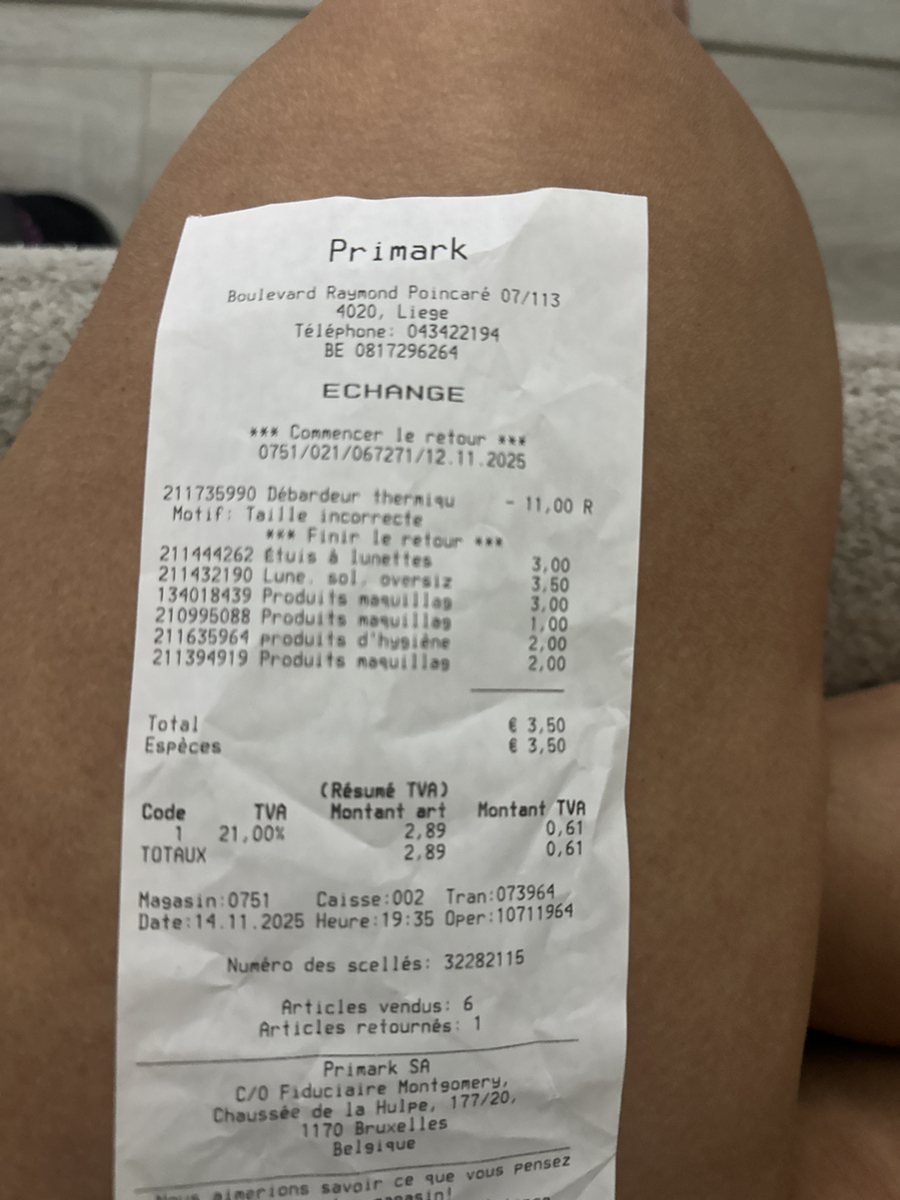 Primark
Boulevard Raymond Poincaré 07/113
4020, Liege
Téléphone: 043422194
BE 0817296264
ECHANGE
*** Commencer le retour ***
0751/021/067271/12.11.2025
211735990 Débardeur thermiqu - 11,00 R
Motif: Taille incorrecte
*** Finir le retour ***
211444262 Étuis à lunettes 3,00
211432190 Lune. sol. oversiz 3,50
134018439 Produits maquillag 3,00
210995088 Produits maquillag 1,00
211635964 produits d'hygiène 2,00
211394919 Produits maquillag 2,00
Total € 3,50
Espèces € 3,50
(Résumé TVA)
Code TVA Montant art Montant TVA
1 21,00% 2,89 0,61
TOTAUX 2,89 0,61
Magasin:0751 Caisse:002 Tran:073964
Date:14.11.2025 Heure:19:35 Oper:10711964
Numéro des scellés: 32282115
Articles vendus: 6
Articles retournés: 1
Primark SA
C/O Fiduciaire Montgomery,
Chaussée de la Hulpe, 177/20,
1170 Bruxelles
Belgique
Nous aimerions savoir ce que vous pensez